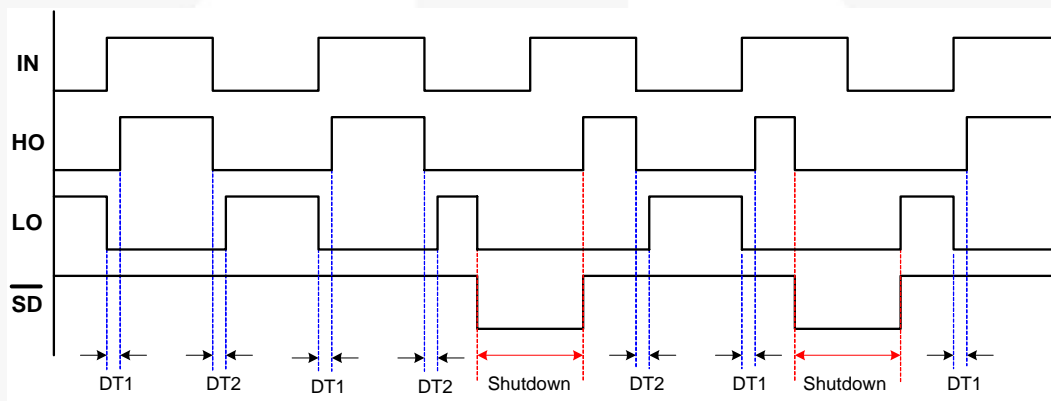 IN
HO
LO
SD
DT1 DT2 DT1 DT2 Shutdown DT2 DT1 Shutdown DT1